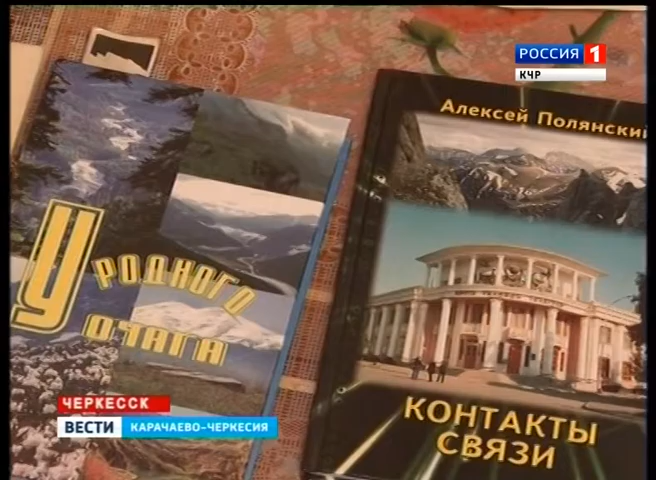 РОССИЯ 1
КЧР
Алексей Полянский
У РОДНОГО
ОЧАГА
КОНТАКТЫ
СВЯЗИ
ЧЕРКЕССК
ВЕСТИ КАРАЧАЕВО-ЧЕРКЕСИЯ